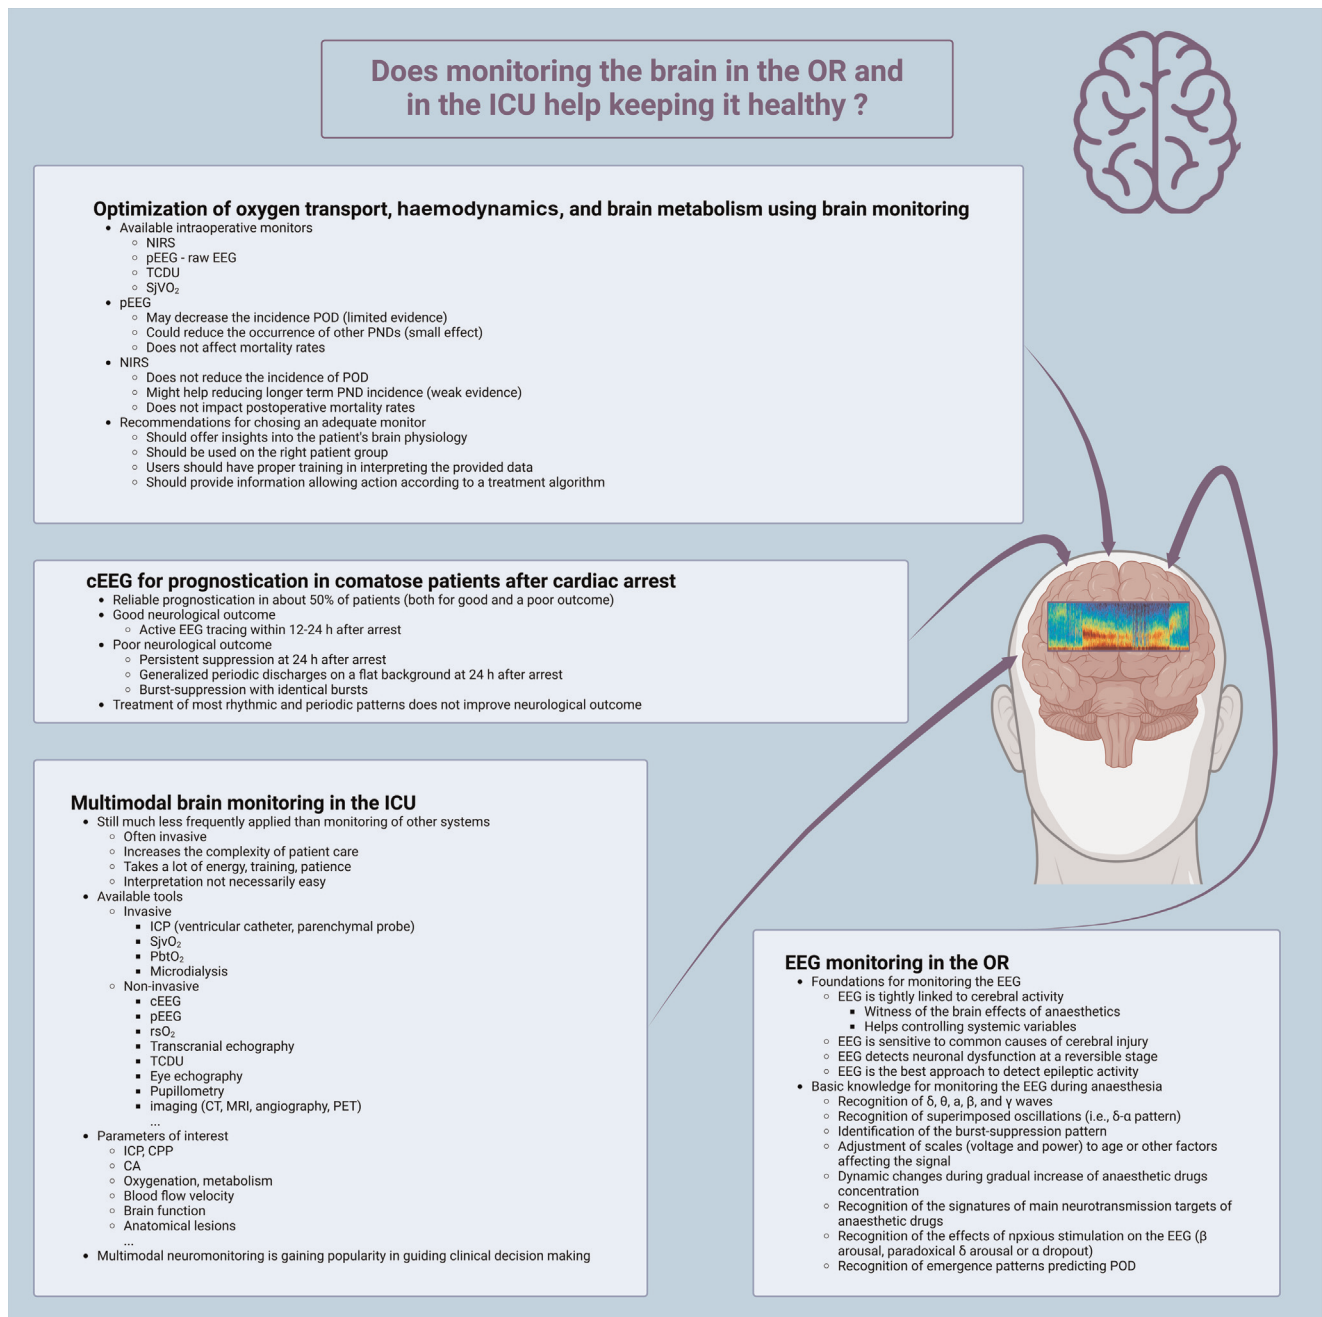 Does monitoring the brain in the OR and
in the ICU help keeping it healthy ?
Optimization of oxygen transport, haemodynamics, and brain metabolism using brain monitoring
• Available intraoperative monitors
◦ NIRS
◦ pEEG - raw EEG
◦ TCDU
◦ SjVO₂
• pEEG
◦ May decrease the incidence POD (limited evidence)
◦ Could reduce the occurrence of other PNDs (small effect)
◦ Does not affect mortality rates
• NIRS
◦ Does not reduce the incidence of POD
◦ Might help reducing longer term PND incidence (weak evidence)
◦ Does not impact postoperative mortality rates
• Recommendations for chosing an adequate monitor
◦ Should offer insights into the patient's brain physiology
◦ Should be used on the right patient group
◦ Users should have proper training in interpreting the provided data
◦ Should provide information allowing action according to a treatment algorithm
cEEG for prognostication in comatose patients after cardiac arrest
• Reliable prognostication in about 50% of patients (both for good and a poor outcome)
• Good neurological outcome
◦ Active EEG tracing within 12-24 h after arrest
• Poor neurological outcome
◦ Persistent suppression at 24 h after arrest
◦ Generalized periodic discharges on a flat background at 24 h after arrest
◦ Burst-suppression with identical bursts
• Treatment of most rhythmic and periodic patterns does not improve neurological outcome
Multimodal brain monitoring in the ICU
• Still much less frequently applied than monitoring of other systems
◦ Often invasive
◦ Increases the complexity of patient care
◦ Takes a lot of energy, training, patience
◦ Interpretation not necessarily easy
• Available tools
◦ Invasive
▪ ICP (ventricular catheter, parenchymal probe)
▪ SjvO₂
▪ PbtO₂
▪ Microdialysis
◦ Non-invasive
▪ cEEG
▪ pEEG
▪ rsO₂
▪ Transcranial echography
▪ TCDU
▪ Eye echography
▪ Pupillometry
▪ imaging (CT, MRI, angiography, PET)
...
• Parameters of interest
◦ ICP, CPP
◦ CA
◦ Oxygenation, metabolism
◦ Blood flow velocity
◦ Brain function
◦ Anatomical lesions
...
• Multimodal neuromonitoring is gaining popularity in guiding clinical decision making
EEG monitoring in the OR
• Foundations for monitoring the EEG
◦ EEG is tightly linked to cerebral activity
▪ Witness of the brain effects of anaesthetics
▪ Helps controlling systemic variables
◦ EEG is sensitive to common causes of cerebral injury
◦ EEG detects neuronal dysfunction at a reversible stage
◦ EEG is the best approach to detect epileptic activity
• Basic knowledge for monitoring the EEG during anaesthesia
◦ Recognition of δ, θ, a, β, and γ waves
◦ Recognition of superimposed oscillations (i.e., δ-α pattern)
◦ Identification of the burst-suppression pattern
◦ Adjustment of scales (voltage and power) to age or other factors
affecting the signal
◦ Dynamic changes during gradual increase of anaesthetic drugs
concentration
◦ Recognition of the signatures of main neurotransmission targets of
anaesthetic drugs
◦ Recognition of the effects of npxious stimulation on the EEG (β
arousal, paradoxical δ arousal or α dropout)
◦ Recognition of emergence patterns predicting POD